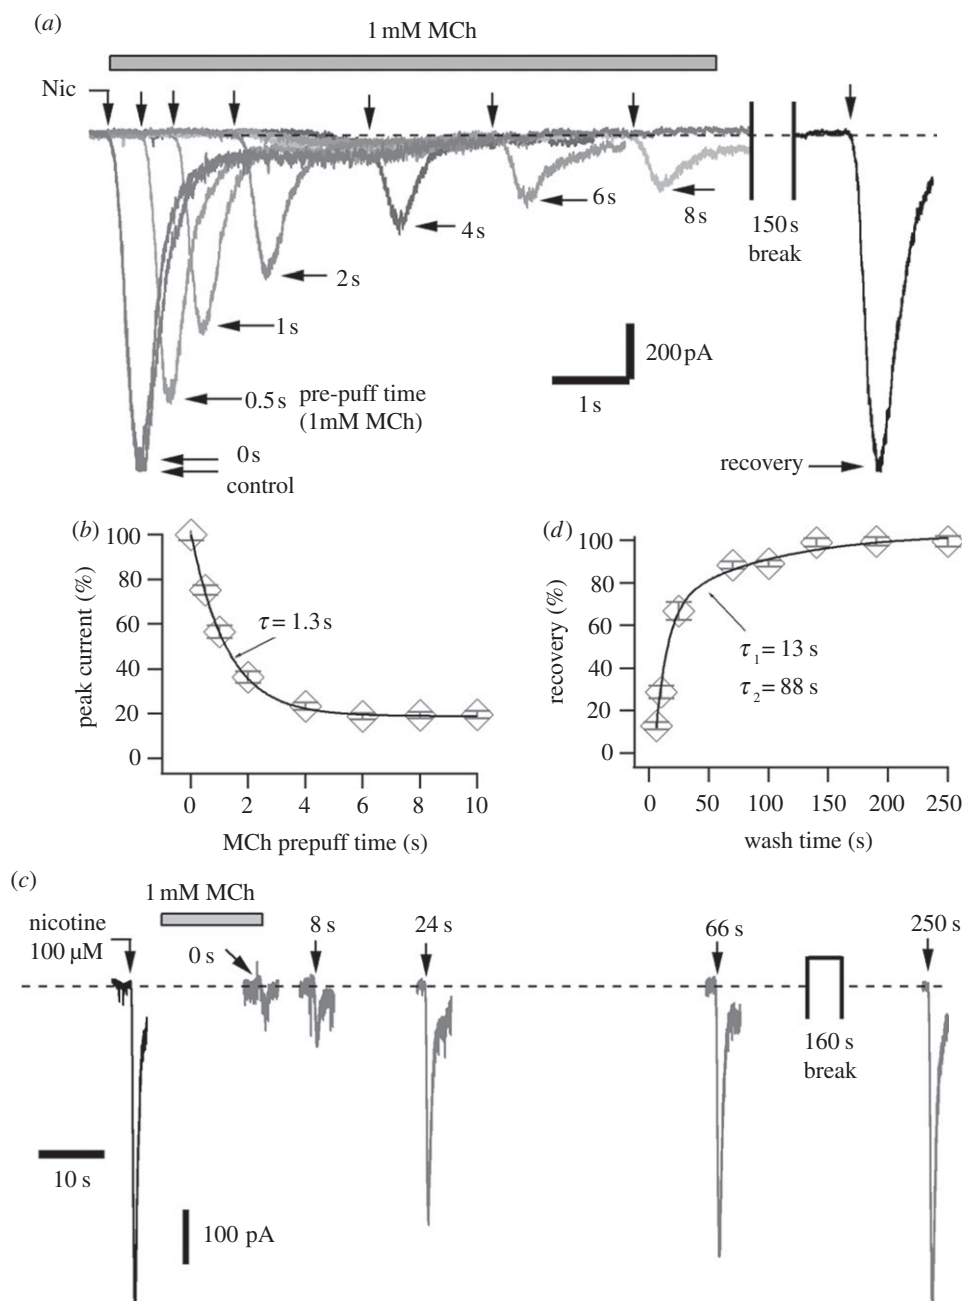 (a)
1 mM MCh
Nic
6 s
8 s
4 s
150 s
break
2 s
1 s
200 pA
1 s
0.5 s pre-puff time
(1mM MCh)
0 s
control
recovery
(b)
peak current (%)
100
80
60
40
20
0
τ = 1.3 s
0 2 4 6 8 10
MCh prepuff time (s)
(d)
recovery (%)
100
80
60
40
20
0
τ1 = 13 s
τ2 = 88 s
0 50 100 150 200 250
wash time (s)
(c)
1 mM MCh
nicotine
100 µM
0 s
8 s
24 s
66 s
250 s
160 s
break
10 s
100 pA